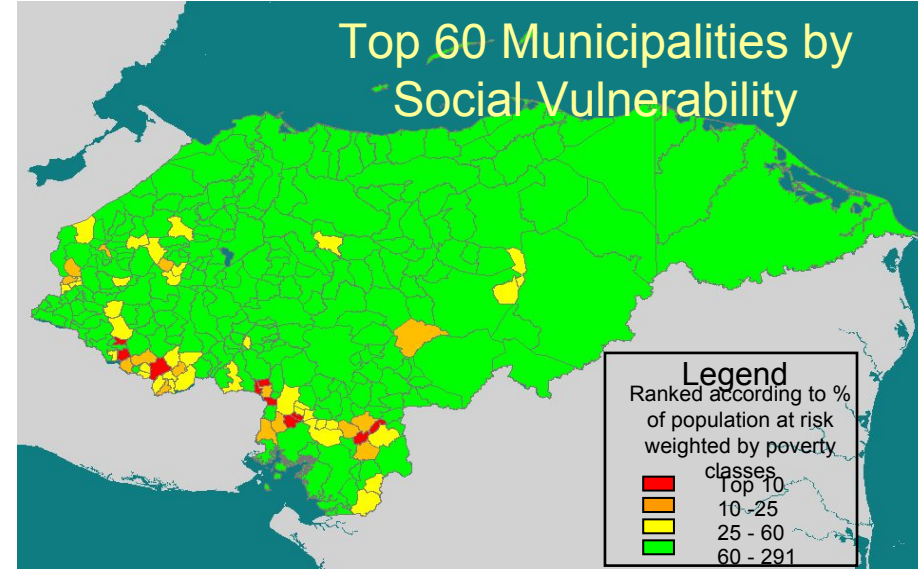 Top 60 Municipalities by
Social Vulnerability
Legend
Ranked according to %
of population at risk
weighted by poverty
classes
Top 10
10 -25
25 - 60
60 - 291